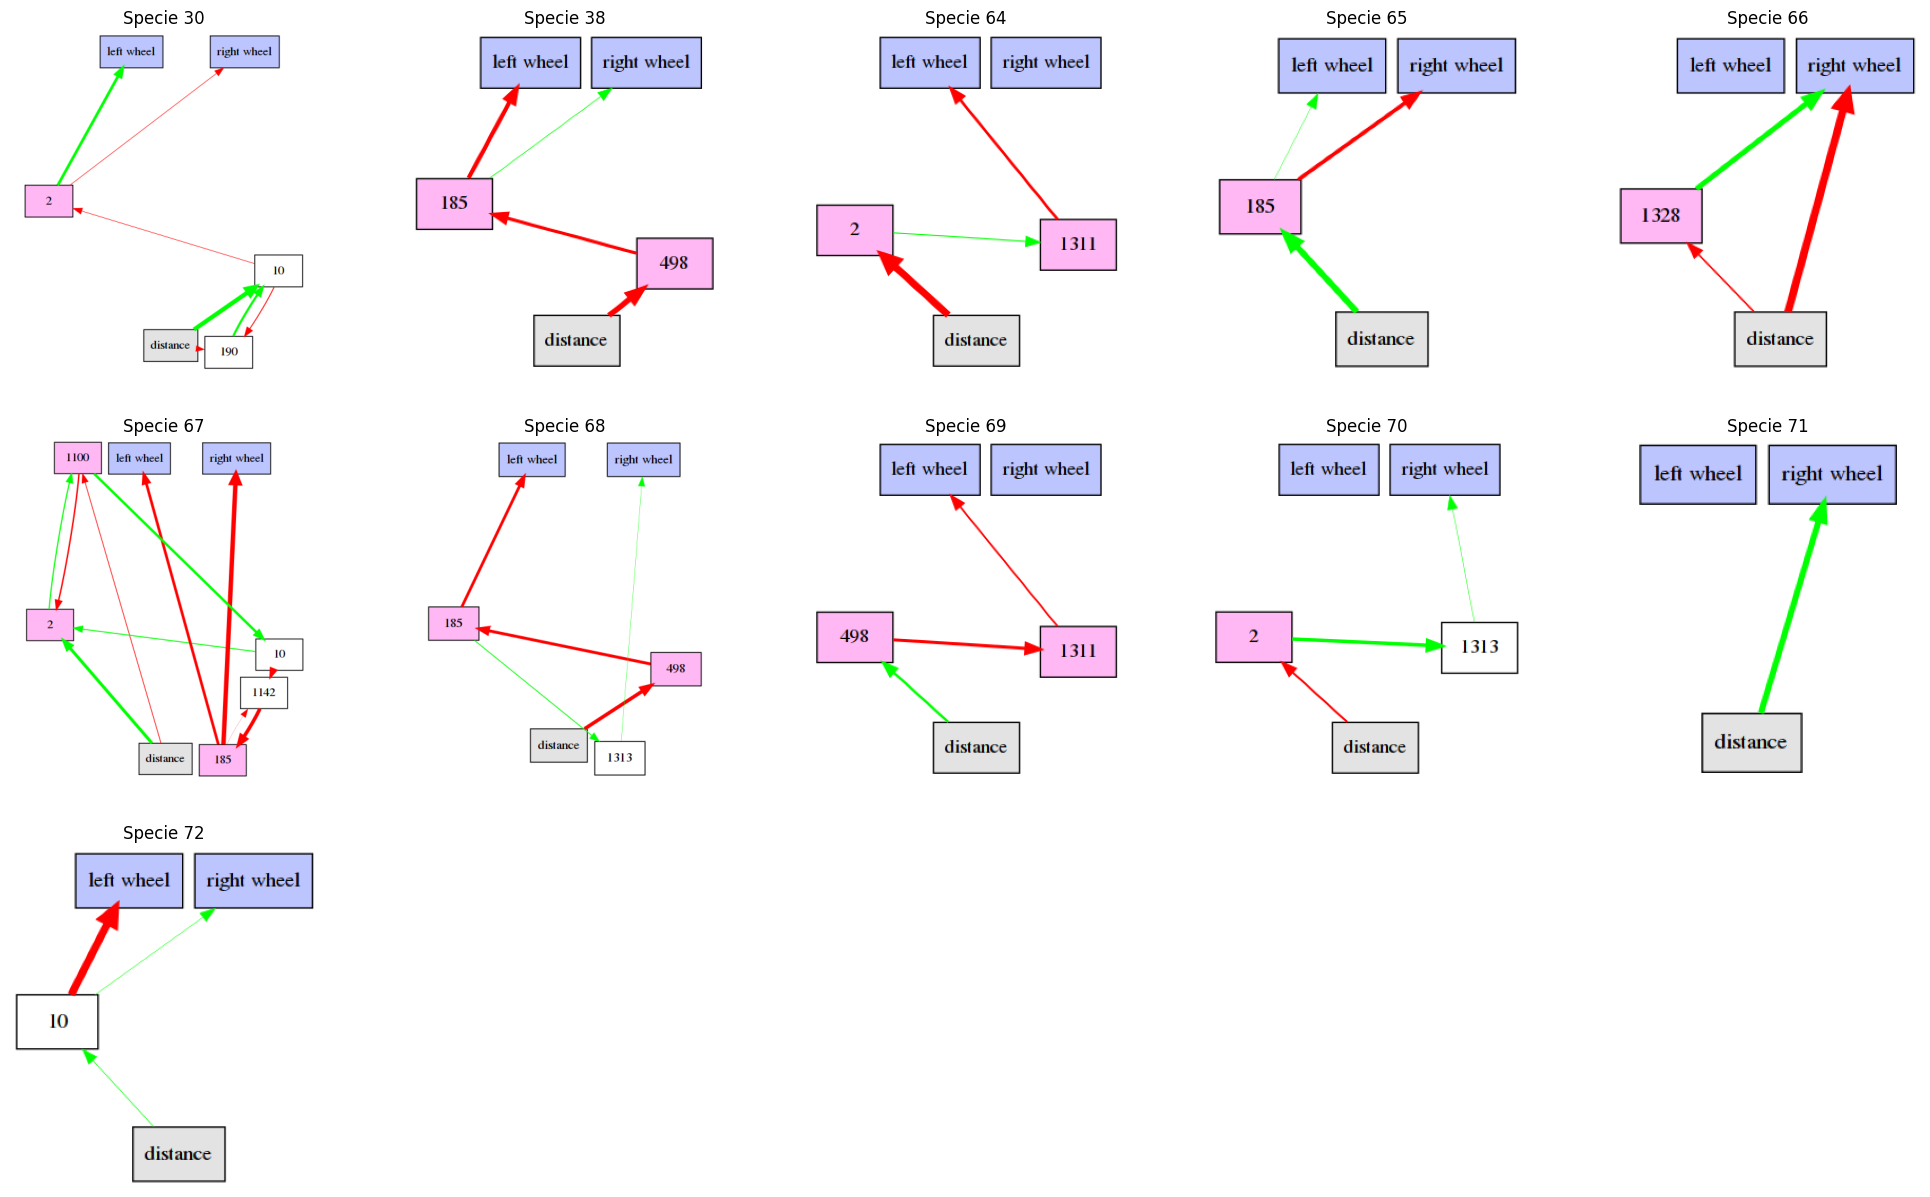 Specie 30
left wheel
right wheel
2
10
distance
190
Specie 38
left wheel
right wheel
185
498
distance
Specie 64
left wheel
right wheel
2
1311
distance
Specie 65
left wheel
right wheel
185
distance
Specie 66
left wheel
right wheel
1328
distance
Specie 67
1100
left wheel
right wheel
2
10
1142
distance
185
Specie 68
left wheel
right wheel
185
498
distance
1313
Specie 69
left wheel
right wheel
498
1311
distance
Specie 70
left wheel
right wheel
2
1313
distance
Specie 71
left wheel
right wheel
distance
Specie 72
left wheel
right wheel
10
distance